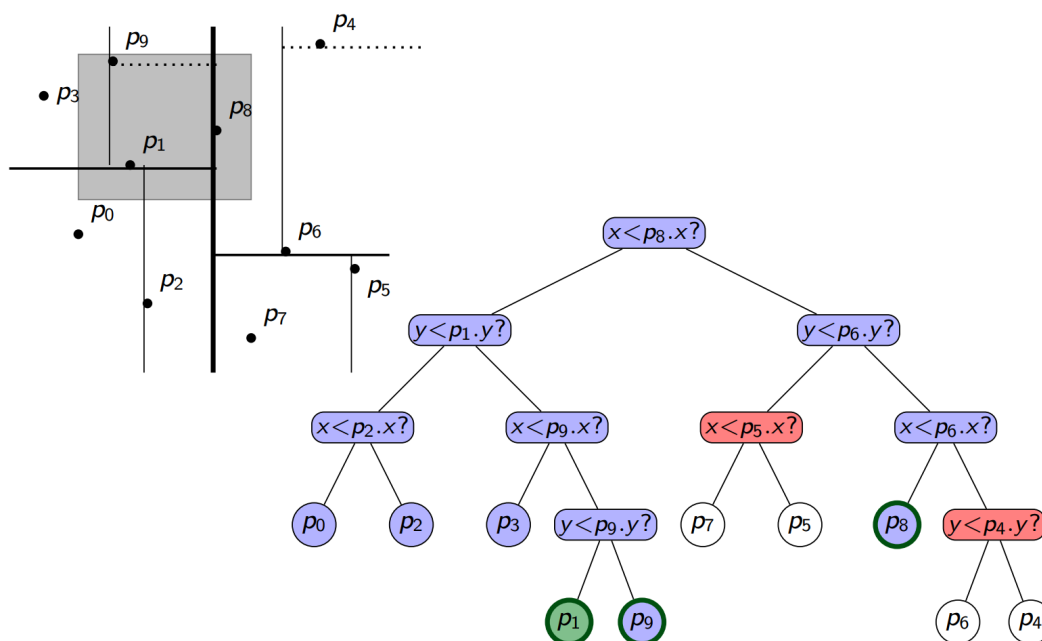 p4
p9
p3
p8
p1
p0
p6
p2
p5
p7
x<p8.x?
y<p1.y?
y<p6.y?
x<p2.x?
x<p9.x?
x<p5.x?
x<p6.x?
p0
p2
p3
y<p9.y?
p7
p5
p8
y<p4.y?
p1
p9
p6
p4